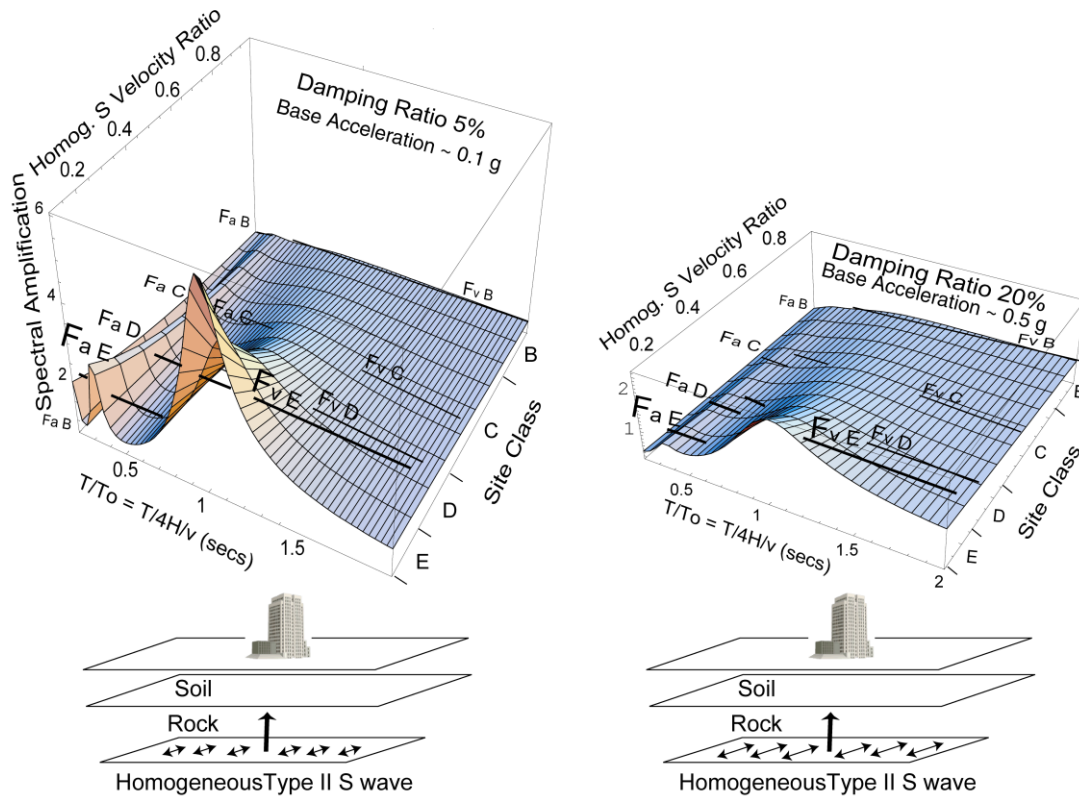 Homog. S Velocity Ratio
0.2
0.4
0.6
0.8
Damping Ratio 5%
Base Acceleration ~ 0.1 g
Spectral Amplification
6
4
2
Fa B
Fa C
Fa C
Fa D
Fa E
Fa B
Fv B
Fv C
Fv D
Fv E
0.5
1
1.5
T/To = T/4H/v (secs)
B
C
D
E
Site Class
Soil
Rock
HomogeneousType II S wave
Homog. S Velocity Ratio
0.2
0.4
0.6
0.8
Damping Ratio 20%
Base Acceleration ~ 0.5 g
2
1
Fa B
Fa C
Fa D
Fa E
Fv B
Fv C
Fv D
Fv E
0.5
1
1.5
2
T/To = T/4H/v (secs)
B
C
D
E
Site Class
Soil
Rock
HomogeneousType II S wave